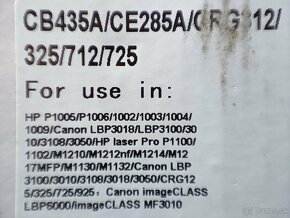 CB435A/CE285A/CRG312/
325/712/725
For use in:
HP P1005/P1006/1002/1003/1004/
1009/Canon LBP3018/LBP3100/30
10/3108/3050/HP laser Pro P1100/
1102/M1210/M1212nf/M1214/M12
17MFP/M1130/M1132/Canon LBP
3100/3010/3108/3018/3050/CRG12
5/325/725/925; Canon imageCLASS
LBP6000/imageCLASS MF3010